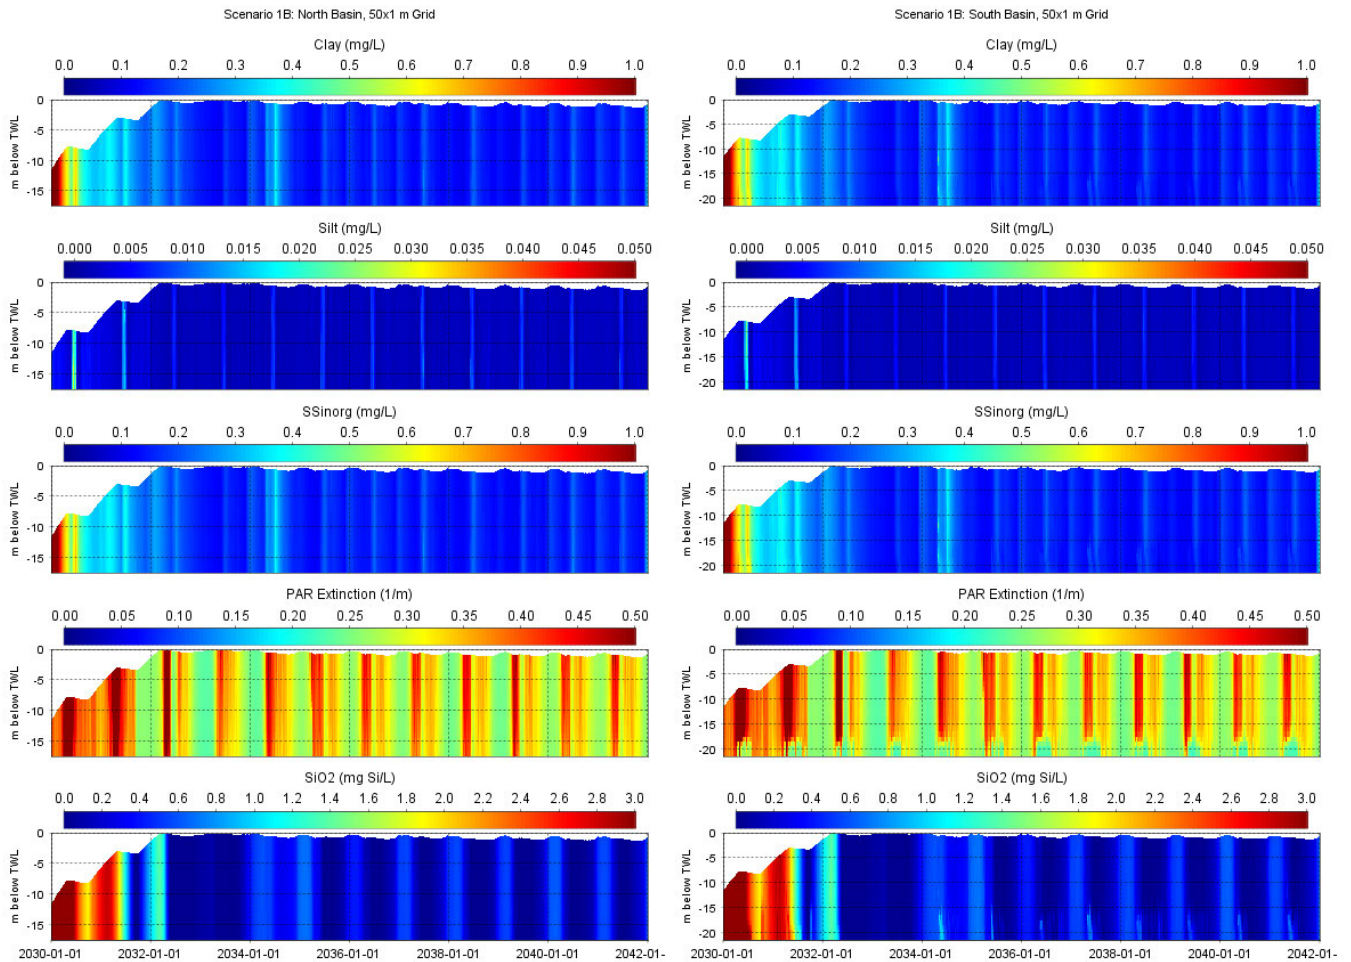 Scenario 1B: North Basin, 50x1 m Grid
Clay (mg/L)
0.0 0.1 0.2 0.3 0.4 0.5 0.6 0.7 0.8 0.9 1.0
m below TWL
0
-5
-10
-15
Silt (mg/L)
0.000 0.005 0.010 0.015 0.020 0.025 0.030 0.035 0.040 0.045 0.050
m below TWL
0
-5
-10
-15
SSinorg (mg/L)
0.0 0.1 0.2 0.3 0.4 0.5 0.6 0.7 0.8 0.9 1.0
m below TWL
0
-5
-10
-15
PAR Extinction (1/m)
0.00 0.05 0.10 0.15 0.20 0.25 0.30 0.35 0.40 0.45 0.50
m below TWL
0
-5
-10
-15
SiO2 (mg Si/L)
0.0 0.2 0.4 0.6 0.8 1.0 1.2 1.4 1.6 1.8 2.0 2.2 2.4 2.6 2.8 3.0
m below TWL
0
-5
-10
-15
2030-01-01 2032-01-01 2034-01-01 2036-01-01 2038-01-01 2040-01-01 2042-01-
Scenario 1B: South Basin, 50x1 m Grid
Clay (mg/L)
0.0 0.1 0.2 0.3 0.4 0.5 0.6 0.7 0.8 0.9 1.0
m below TWL
0
-5
-10
-15
-20
Silt (mg/L)
0.000 0.005 0.010 0.015 0.020 0.025 0.030 0.035 0.040 0.045 0.050
m below TWL
0
-5
-10
-15
-20
SSinorg (mg/L)
0.0 0.1 0.2 0.3 0.4 0.5 0.6 0.7 0.8 0.9 1.0
m below TWL
0
-5
-10
-15
-20
PAR Extinction (1/m)
0.00 0.05 0.10 0.15 0.20 0.25 0.30 0.35 0.40 0.45 0.50
m below TWL
0
-5
-10
-15
-20
SiO2 (mg Si/L)
0.0 0.2 0.4 0.6 0.8 1.0 1.2 1.4 1.6 1.8 2.0 2.2 2.4 2.6 2.8 3.0
m below TWL
0
-5
-10
-15
-20
2030-01-01 2032-01-01 2034-01-01 2036-01-01 2038-01-01 2040-01-01 2042-01-